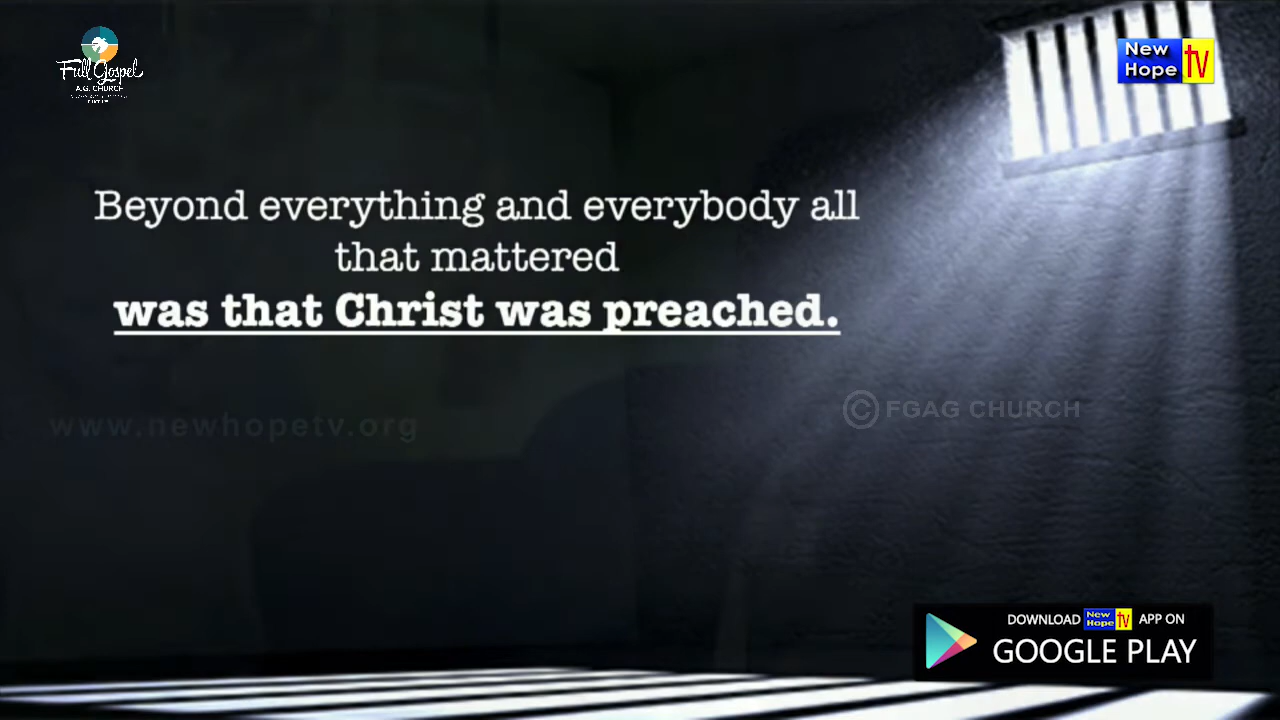 Full Gospel
A.G. CHURCH
New
Hope tv
Beyond everything and everybody all
that mattered
was that Christ was preached.
www.newhopetv.org
© FGAG CHURCH
DOWNLOAD New Hope tv APP ON
GOOGLE PLAY